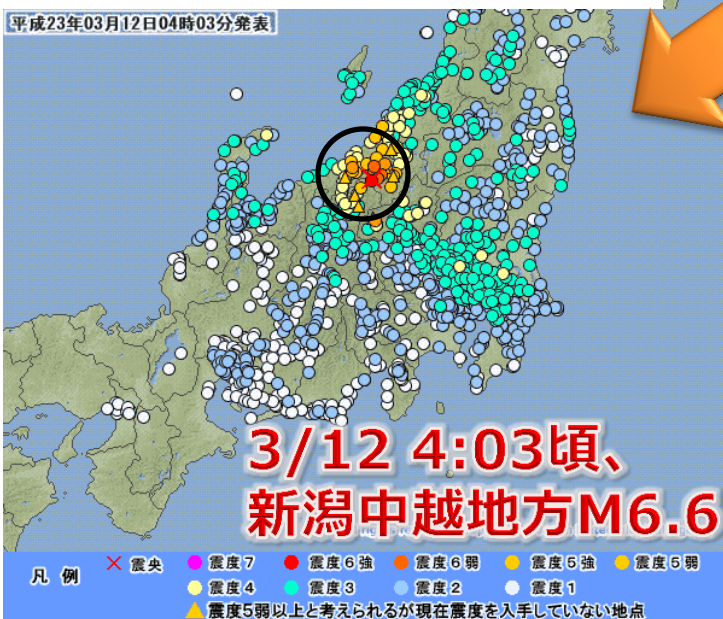 平成23年03月12日04時03分発表
3/12 4:03頃、
新潟中越地方M6.6
凡 例
震央 震度7 震度6強 震度6弱 震度5強 震度5弱
震度4 震度3 震度2 震度1
震度5弱以上と考えられるが現在震度を入手していない地点